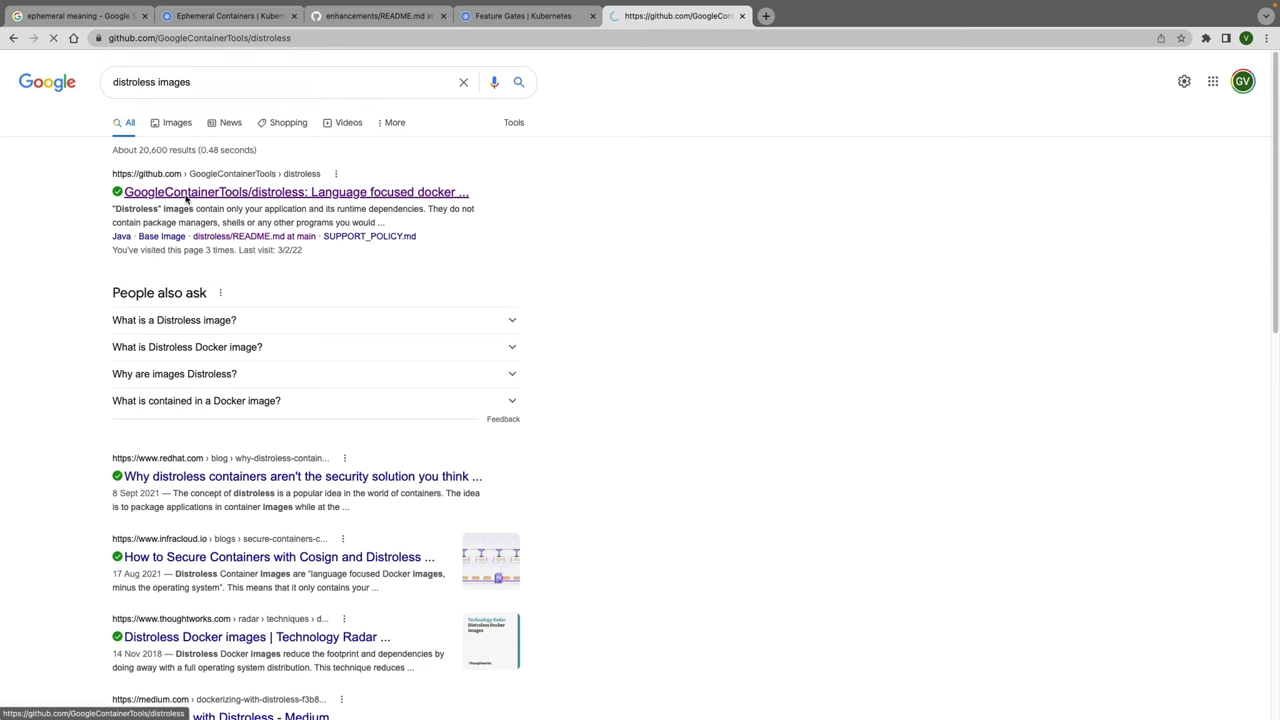 ephemeral meaning - Google S
Ephemeral Containers | Kubern
enhancements/README.md at
Feature Gates | Kubernetes
https://github.com/GoogleCont
github.com/GoogleContainerTools/distroless
V
Google
distroless images
GV
All
Images
News
Shopping
Videos
More
Tools
About 20,600 results (0.48 seconds)
https://github.com › GoogleContainerTools › distroless
GoogleContainerTools/distroless: Language focused docker ...
"Distroless" images contain only your application and its runtime dependencies. They do not
contain package managers, shells or any other programs you would ...
Java · Base Image · distroless/README.md at main · SUPPORT_POLICY.md
You've visited this page 3 times. Last visit: 3/2/22
People also ask
What is a Distroless image?
What is Distroless Docker image?
Why are images Distroless?
What is contained in a Docker image?
Feedback
https://www.redhat.com › blog › why-distroless-contain...
Why distroless containers aren't the security solution you think ...
8 Sept 2021 — The concept of distroless is a popular idea in the world of containers. The idea
is to package applications in container images while at the ...
https://www.infracloud.io › blogs › secure-containers-c...
How to Secure Containers with Cosign and Distroless ...
17 Aug 2021 — Distroless Container Images are "language focused Docker images,
minus the operating system". This means that it only contains your ...
https://www.thoughtworks.com › radar › techniques › d...
Distroless Docker images | Technology Radar ...
14 Nov 2018 — Distroless Docker images reduce the footprint and dependencies by
doing away with a full operating system distribution. This technique reduces ...
Technology Radar
Distroless Docker
Images
/thoughtworks
https://medium.com › dockerizing-with-distroless-f3b8...
with Distroless - Medium
https://github.com/GoogleContainerTools/distroless